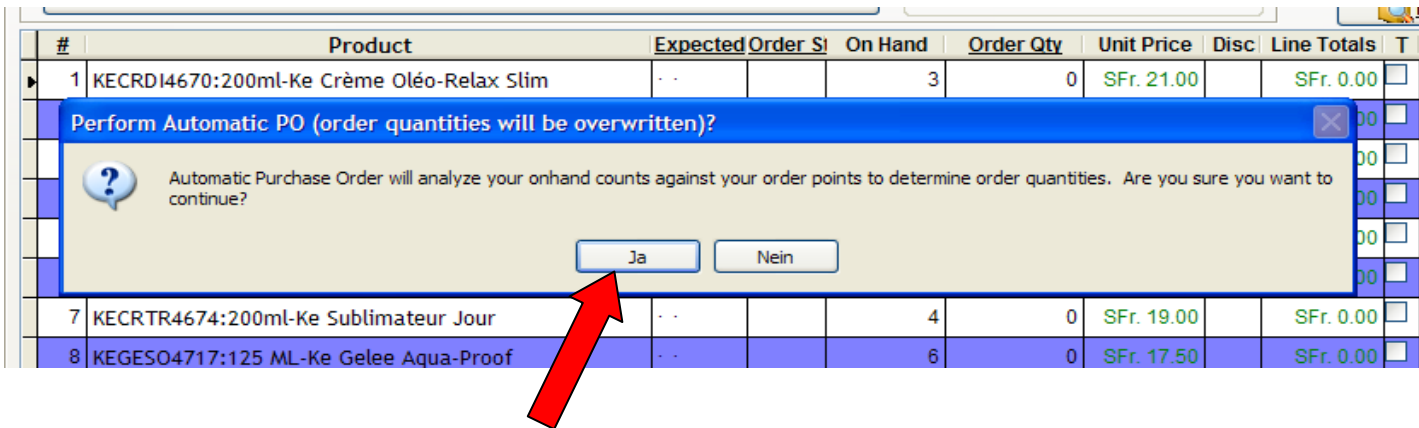 # Product Expected Order S On Hand Order Qty Unit Price Disc Line Totals T
1 KECRDI4670:200ml-Ke Crème Oléo-Relax Slim - - 3 0 SFr. 21.00 SFr. 0.00
Perform Automatic PO (order quantities will be overwritten)?
Automatic Purchase Order will analyze your onhand counts against your order points to determine order quantities. Are you sure you want to
continue?
Ja Nein
7 KECRTR4674:200ml-Ke Sublimateur Jour - - 4 0 SFr. 19.00 SFr. 0.00
8 KEGESO4717:125 ML-Ke Gelee Aqua-Proof - - 6 0 SFr. 17.50 SFr. 0.00